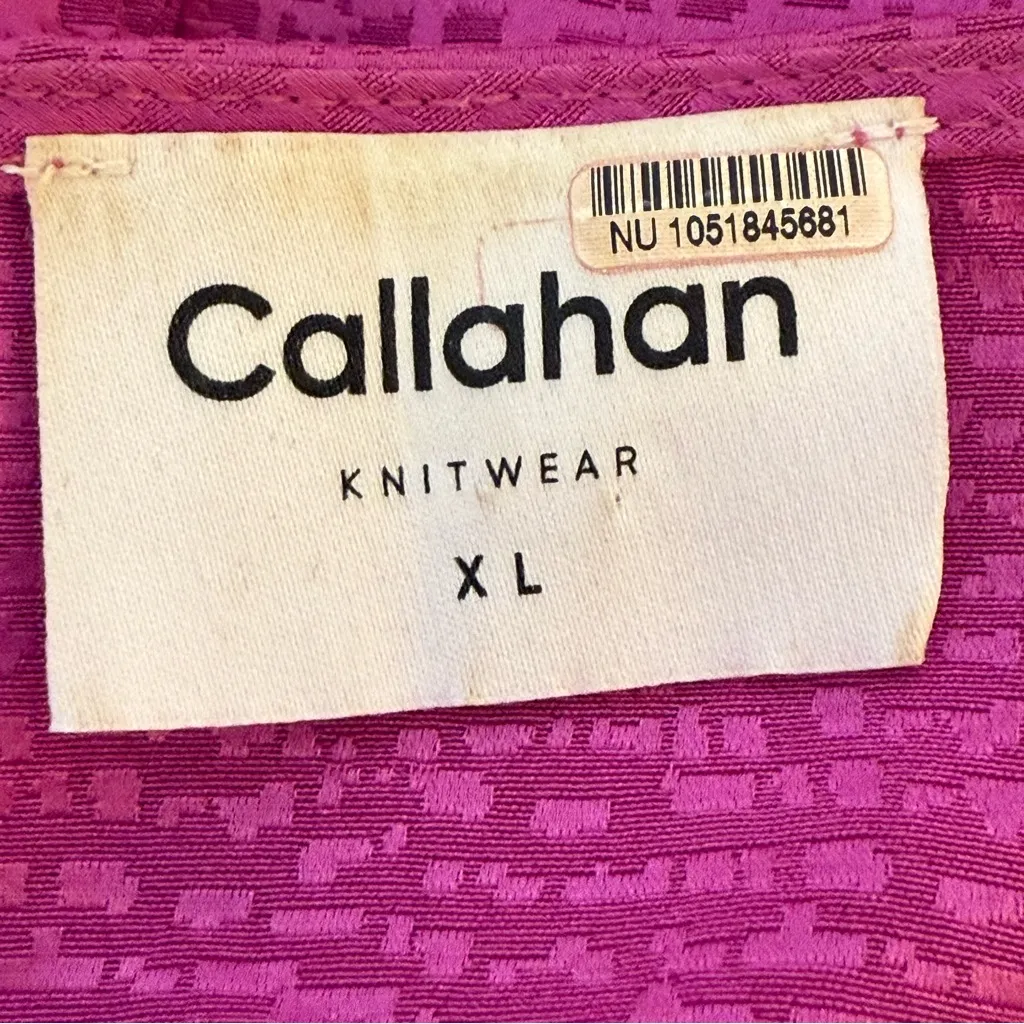 NU 1051845681
Callahan
KNITWEAR
XL